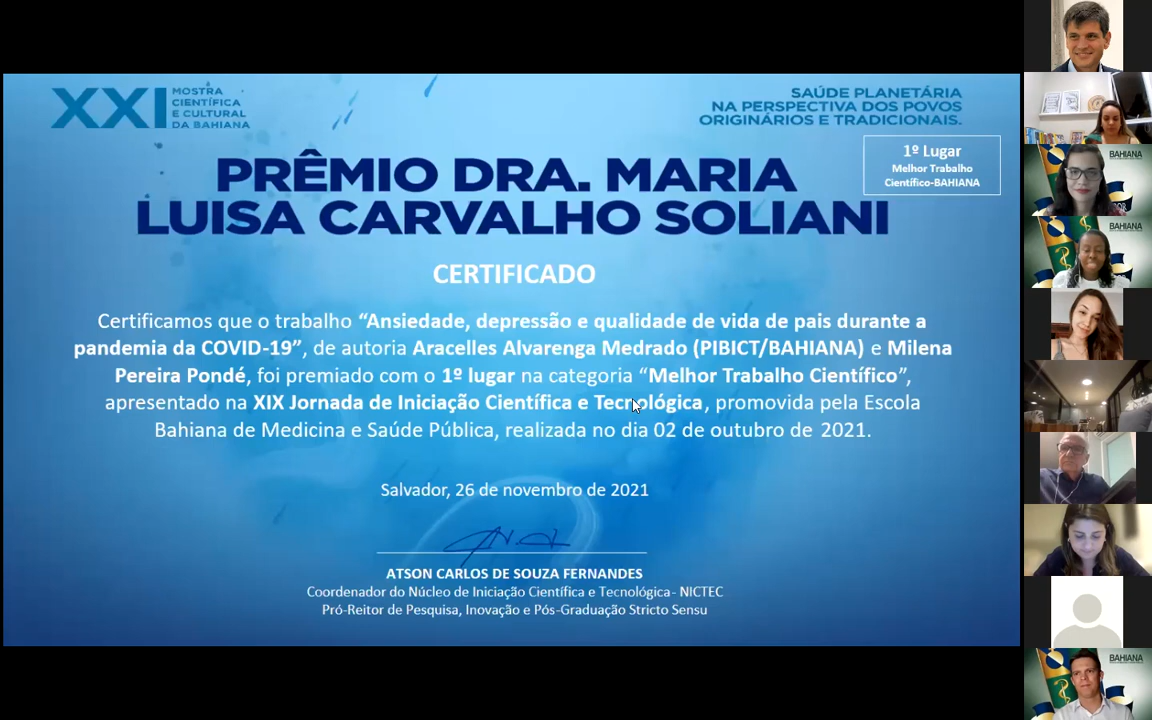 XXI
MOSTRA
CIENTÍFICA
E CULTURAL
DA BAHIANA
SAÚDE PLANETÁRIA
NA PERSPECTIVA DOS POVOS
ORIGINÁRIOS E TRADICIONAIS.
1º Lugar
Melhor Trabalho
Científico-BAHIANA
PRÊMIO DRA. MARIA
LUISA CARVALHO SOLIANI
CERTIFICADO
Certificamos que o trabalho “Ansiedade, depressão e qualidade de vida de pais durante a
pandemia da COVID-19”, de autoria Aracelles Alvarenga Medrado (PIBICT/BAHIANA) e Milena
Pereira Pondé, foi premiado com o 1º lugar na categoria “Melhor Trabalho Científico”,
apresentado na XIX Jornada de Iniciação Científica e Tecnológica, promovida pela Escola
Bahiana de Medicina e Saúde Pública, realizada no dia 02 de outubro de 2021.
Salvador, 26 de novembro de 2021
ATSON CARLOS DE SOUZA FERNANDES
Coordenador do Núcleo de Iniciação Científica e Tecnológica- NICTEC
Pró-Reitor de Pesquisa, Inovação e Pós-Graduação Stricto Sensu
BAHIANA
BAHIANA
BAHIANA